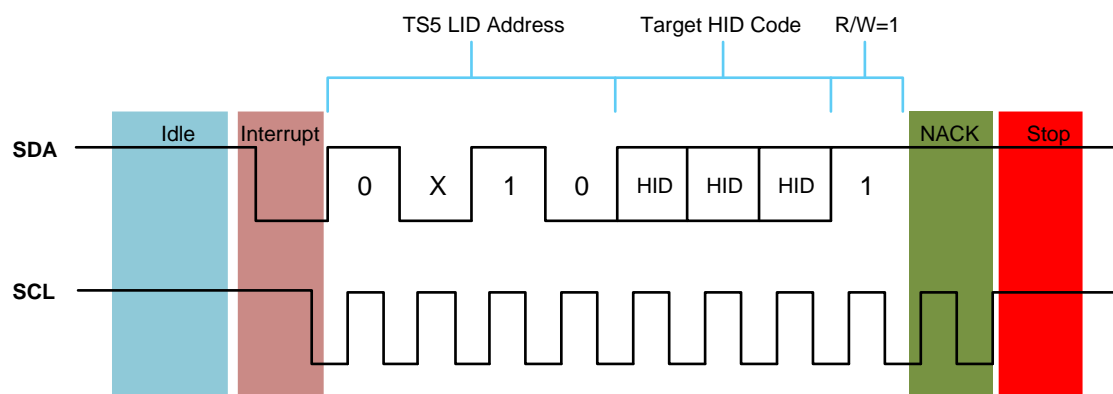 TS5 LID Address Target HID Code R/W=1
Idle Interrupt NACK Stop
SDA
0 X 1 0 HID HID HID 1
SCL